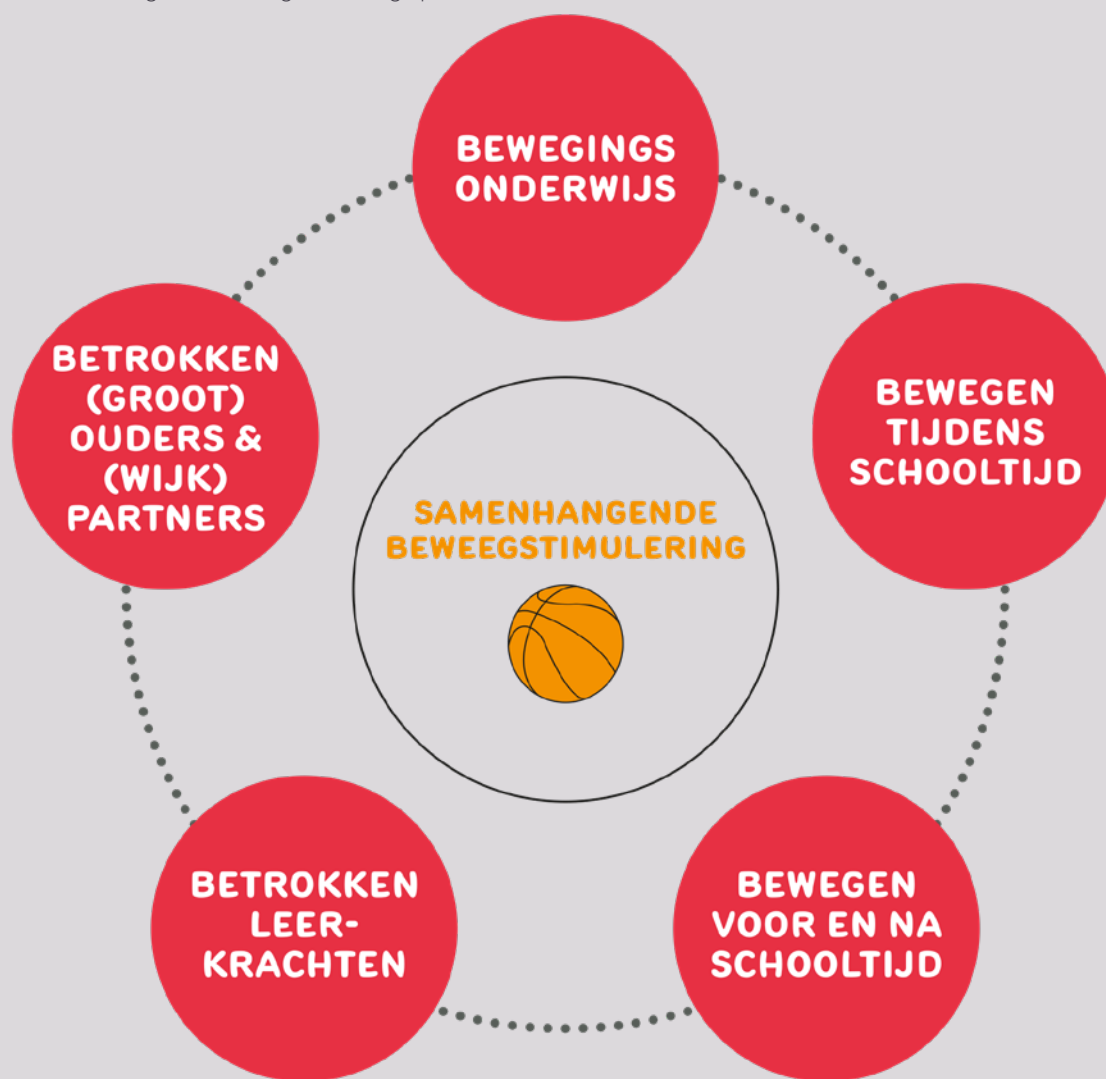 BEWEGINGS
ONDERWIJS
BETROKKEN
(GROOT)
OUDERS &
(WIJK)
PARTNERS
BEWEGEN
TIJDENS
SCHOOLTIJD
SAMENHANGENDE
BEWEEGSTIMULERING
BETROKKEN
LEER-
KRACHTEN
BEWEGEN
VOOR EN NA
SCHOOLTIJD